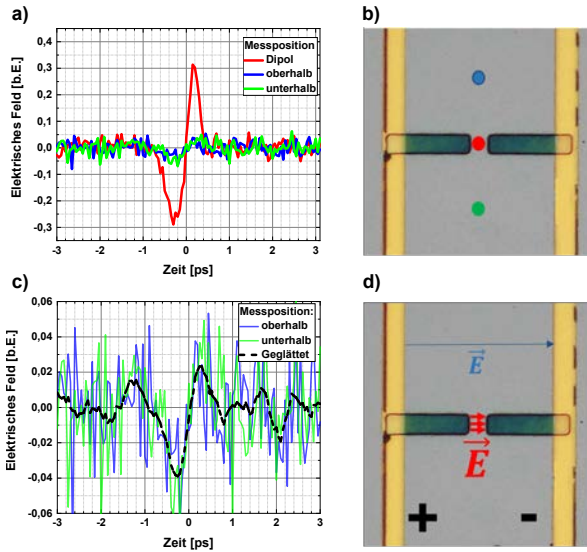 a)
Elektrisches Feld [b.E.]
0,4
0,3
0,2
0,1
0,0
-0,1
-0,2
-0,3
-3
-2
-1
0
1
2
3
Zeit [ps]
Messposition
Dipol
oberhalb
unterhalb
b)
c)
Elektrisches Feld [b.E.]
0,06
0,04
0,02
0,00
-0,02
-0,04
-0,06
-3
-2
-1
0
1
2
3
Zeit [ps]
Messposition:
oberhalb
unterhalb
Geglättet
d)
E
E
+
-